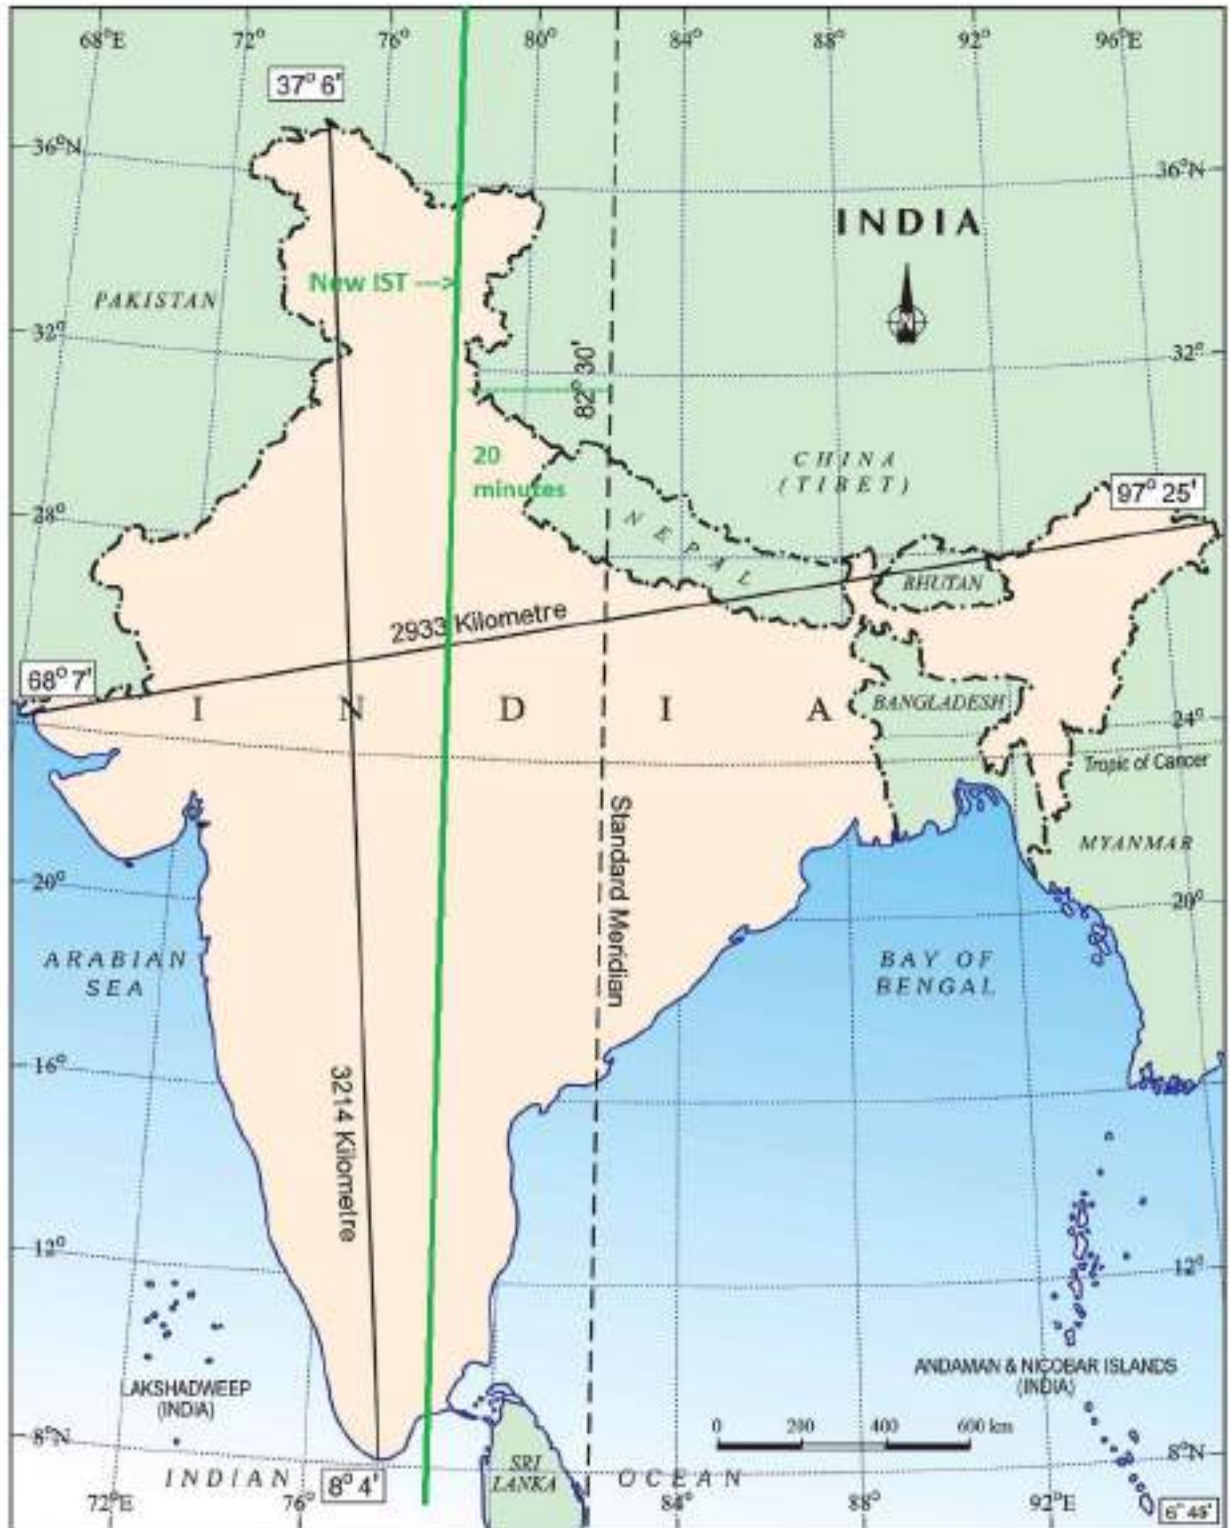 68°E 72° 76° 80° 84° 88° 92° 96°E
37° 6'
36°N
36°N
INDIA
N
New IST --->
PAKISTAN
32°
32°
82° 30'
20
minutes
CHINA
(TIBET)
97° 25'
28°
NEPAL
BHUTAN
2933 Kilometre
68° 7'
INDIA
BANGLADESH
24°
Tropic of Cancer
Standard Meridian
MYANMAR
20°
20°
ARABIAN
SEA
BAY OF
BENGAL
16°
3214 Kilometre
12°
12°
LAKSHADWEEP
(INDIA)
ANDAMAN & NICOBAR ISLANDS
(INDIA)
0 200 400 600 km
8°N
8°N
INDIAN
8° 4'
SRI
LANKA
OCEAN
72°E 76° 84° 88° 92°E
6° 45'